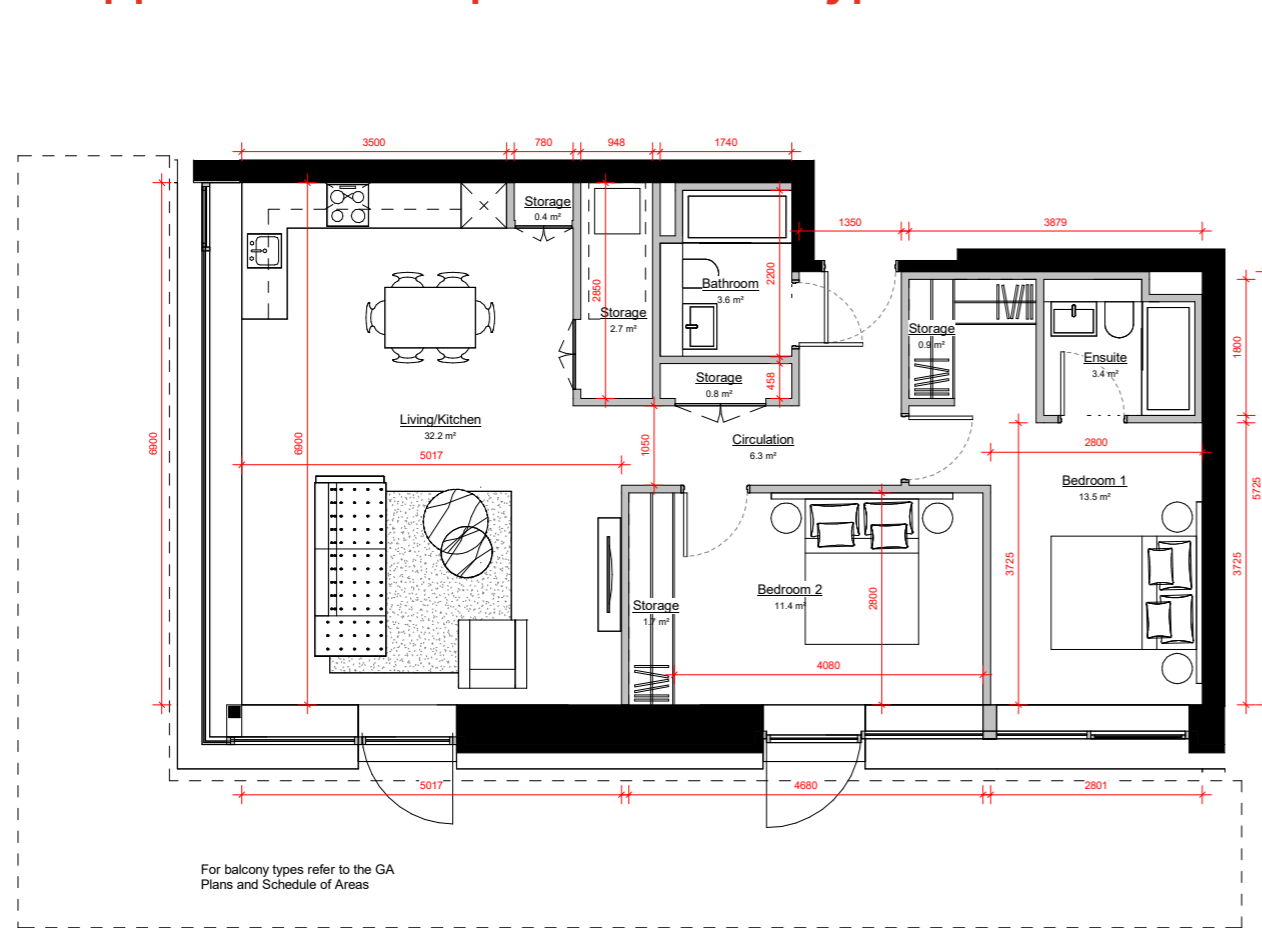 3500
780
948
1740
1350
3879
Storage
0.4 m²
2850
Storage
2.7 m²
2200
Bathroom
3.6 m²
Storage
0.9 m²
Ensuite
3.4 m²
1800
Storage
0.8 m²
458
Living/Kitchen
32.2 m²
6900
6900
5017
1050
Circulation
6.3 m²
2800
Bedroom 1
13.5 m²
5725
3725
3725
Bedroom 2
11.4 m²
2800
Storage
1.7 m²
4080
5017
4680
2801
For balcony types refer to the GA
Plans and Schedule of Areas